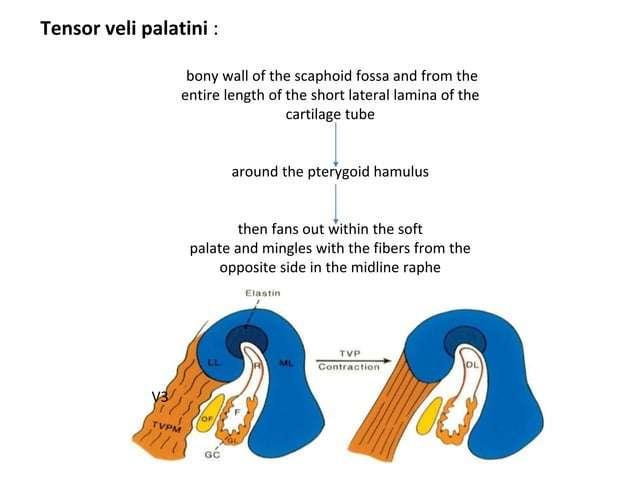 Tensor veli palatini :
bony wall of the scaphoid fossa and from the
entire length of the short lateral lamina of the
cartilage tube
around the pterygoid hamulus
then fans out within the soft
palate and mingles with the fibers from the
opposite side in the midline raphe
Elastin
LL
R
ML
TVP
Contraction
OL
V3
TVPM
OF
F
GL
GC